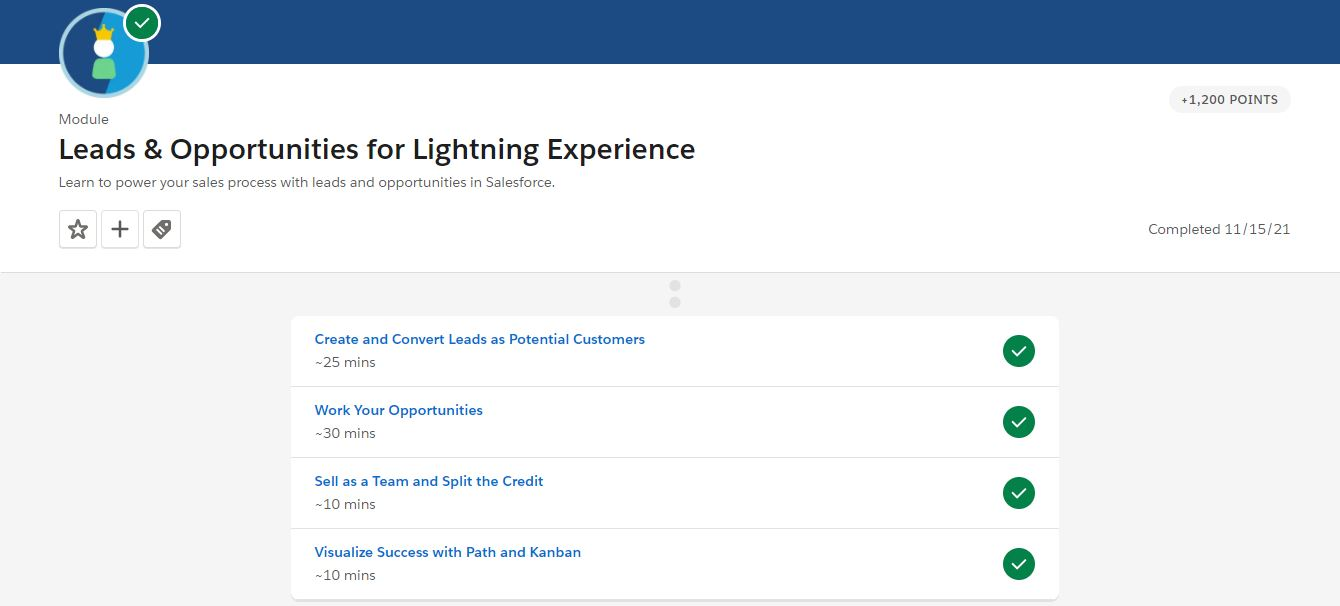 +1,200 POINTS
Module
Leads & Opportunities for Lightning Experience
Learn to power your sales process with leads and opportunities in Salesforce.
Completed 11/15/21
Create and Convert Leads as Potential Customers
~25 mins
Work Your Opportunities
~30 mins
Sell as a Team and Split the Credit
~10 mins
Visualize Success with Path and Kanban
~10 mins